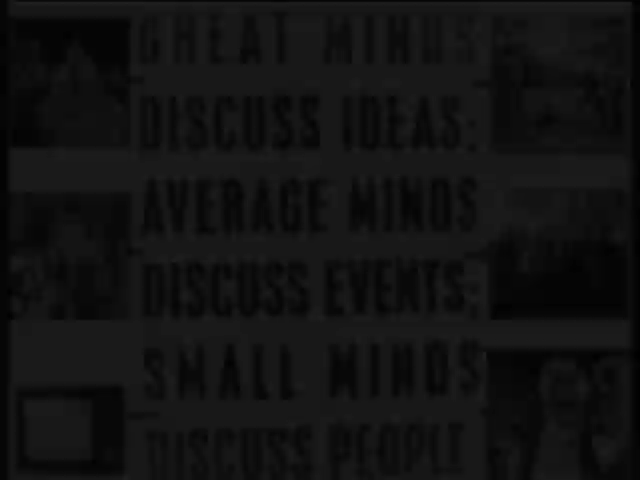 GREAT MINDS
DISCUSS IDEAS;
AVERAGE MINDS
DISCUSS EVENTS;
SMALL MINDS
DISCUSS PEOPLE